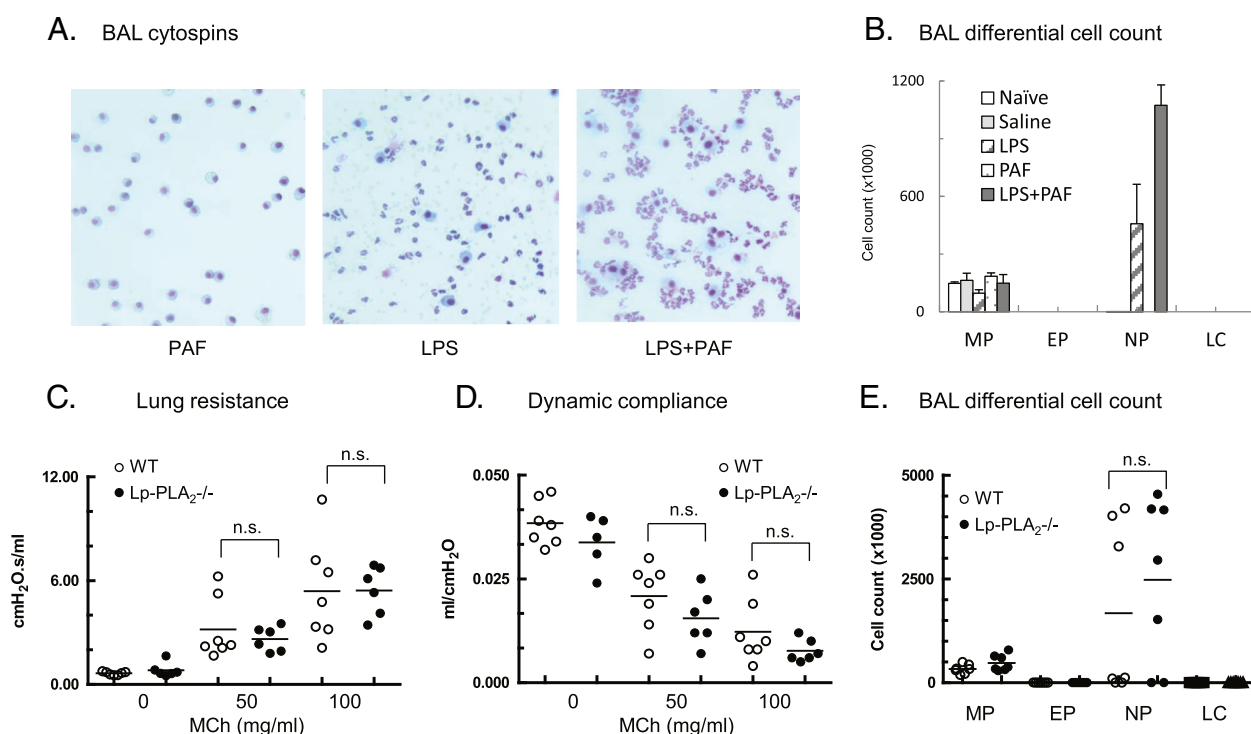 A. BAL cytospins
PAF
LPS
LPS+PAF
B. BAL differential cell count
Cell count (x1000)
1200
600
0
Naïve
Saline
LPS
PAF
LPS+PAF
MP
EP
NP
LC
C. Lung resistance
cmH₂O.s/ml
12.00
6.00
0.00
WT
Lp-PLA₂-/-
n.s.
n.s.
0
50
100
MCh (mg/ml)
D. Dynamic compliance
ml/cmH₂O
0.050
0.025
0.000
WT
Lp-PLA₂-/-
n.s.
n.s.
0
50
100
MCh (mg/ml)
E. BAL differential cell count
Cell count (x1000)
5000
2500
0
WT
Lp-PLA₂-/-
n.s.
MP
EP
NP
LC